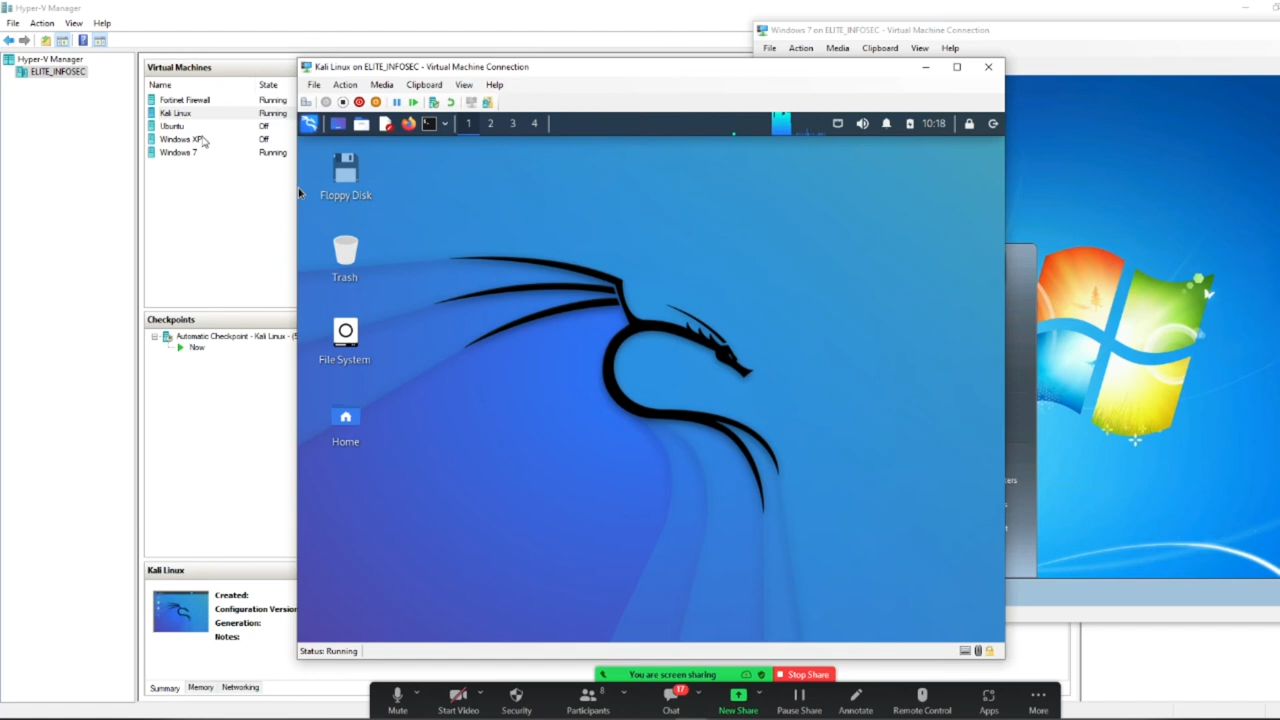 Hyper-V Manager
File Action View Help
Hyper-V Manager
ELITE_INFOSEC
Virtual Machines
Name State
Fortinet Firewall Running
Kali Linux Running
Ubuntu Off
Windows XP Off
Windows 7 Running
Checkpoints
Automatic Checkpoint - Kali Linux - (5
Now
Kali Linux
Created:
Configuration Version
Generation:
Notes:
Summary Memory Networking
Windows 7 on ELITE_INFOSEC - Virtual Machine Connection
File Action Media Clipboard View Help
Kali Linux on ELITE_INFOSEC - Virtual Machine Connection
File Action Media Clipboard View Help
1 2 3 4 10:18
Floppy Disk
Trash
File System
Home
Status: Running
You are screen sharing Stop Share
8 17
Mute Start Video Security Participants Chat New Share Pause Share Annotate Remote Control Apps More